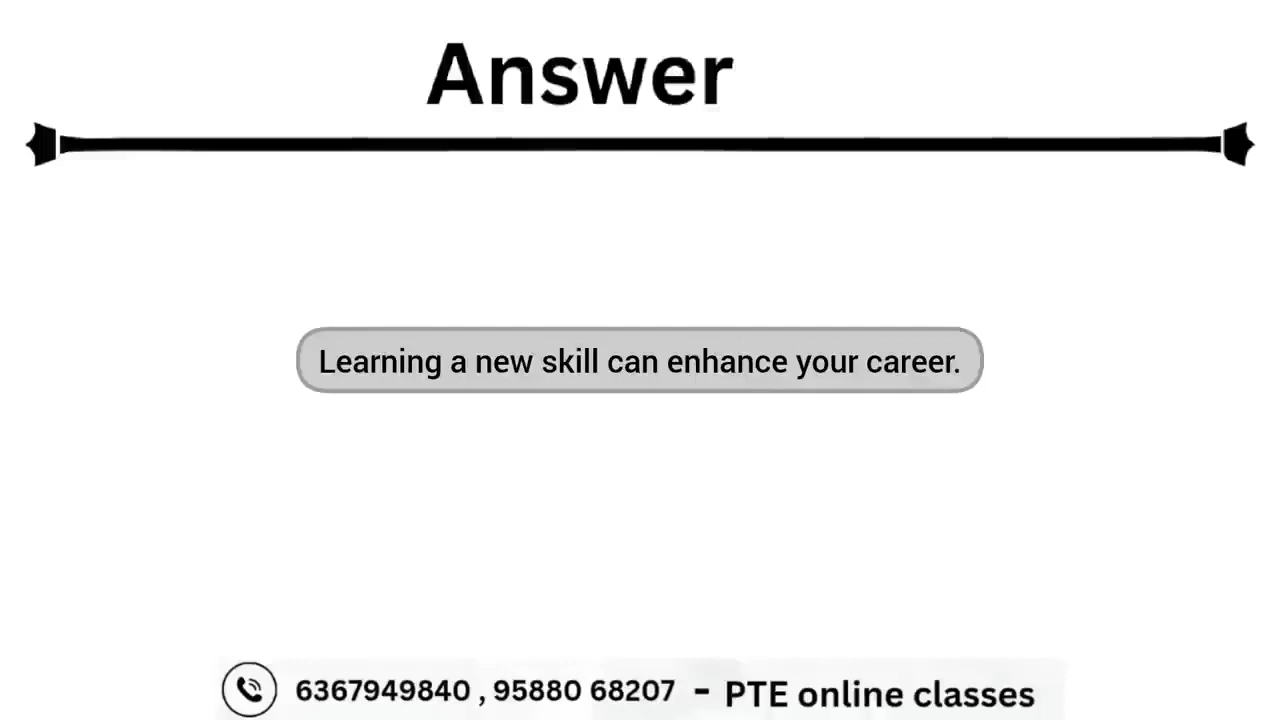 Answer
Learning a new skill can enhance your career.
6367949840 , 95880 68207 - PTE online classes